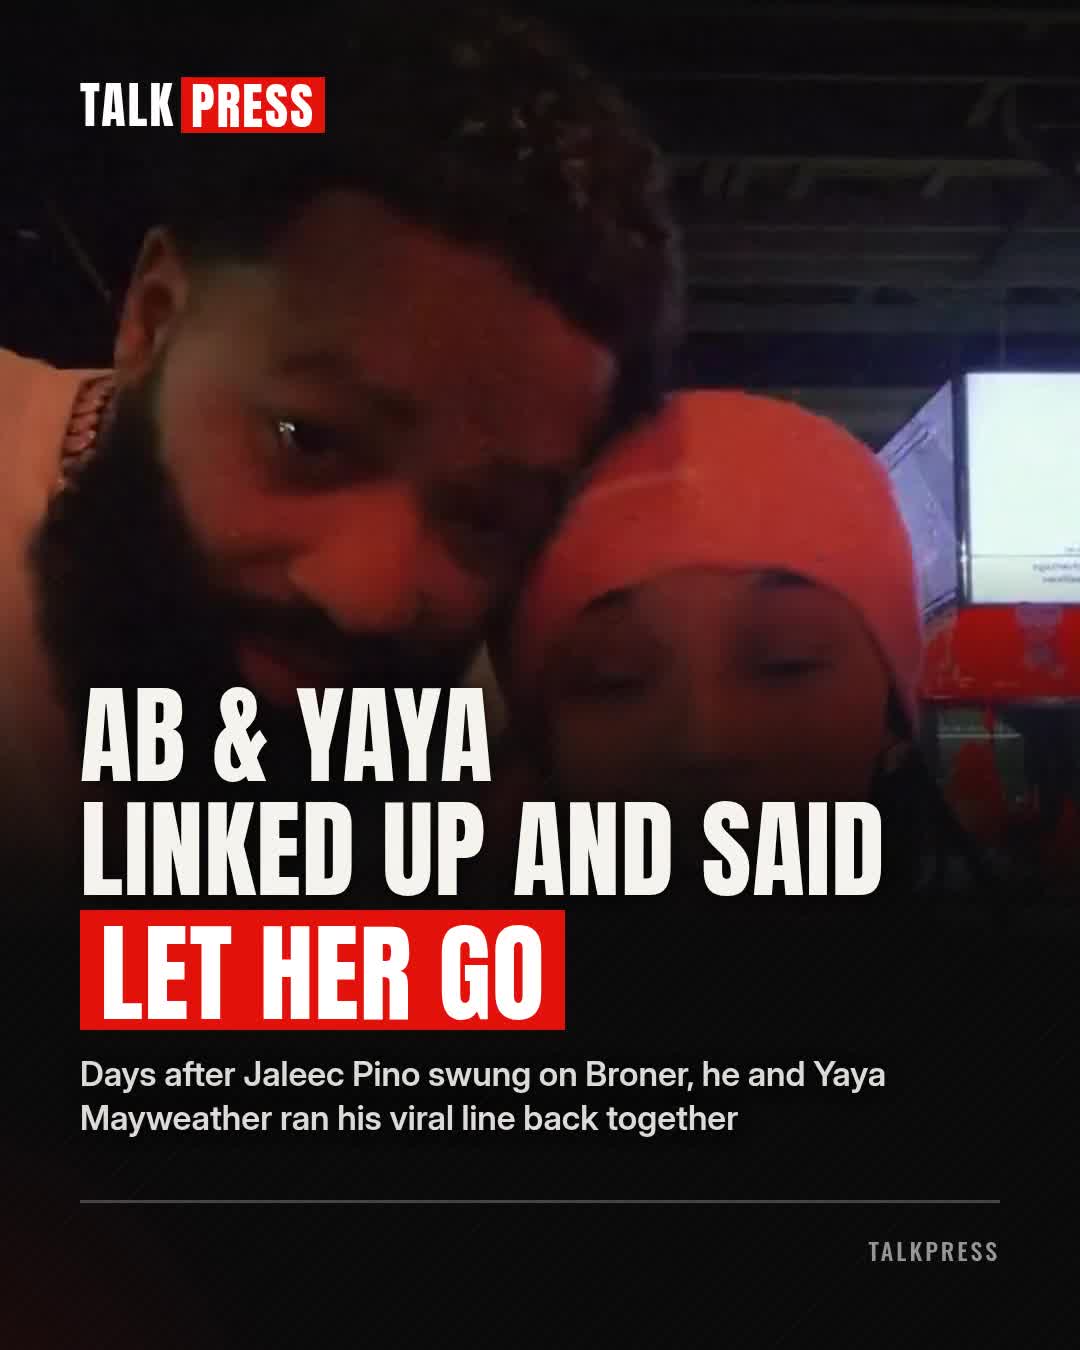 TALK PRESS
AB & YAYA
LINKED UP AND SAID
LET HER GO
Days after Jaleec Pino swung on Broner, he and Yaya
Mayweather ran his viral line back together
TALKPRESS